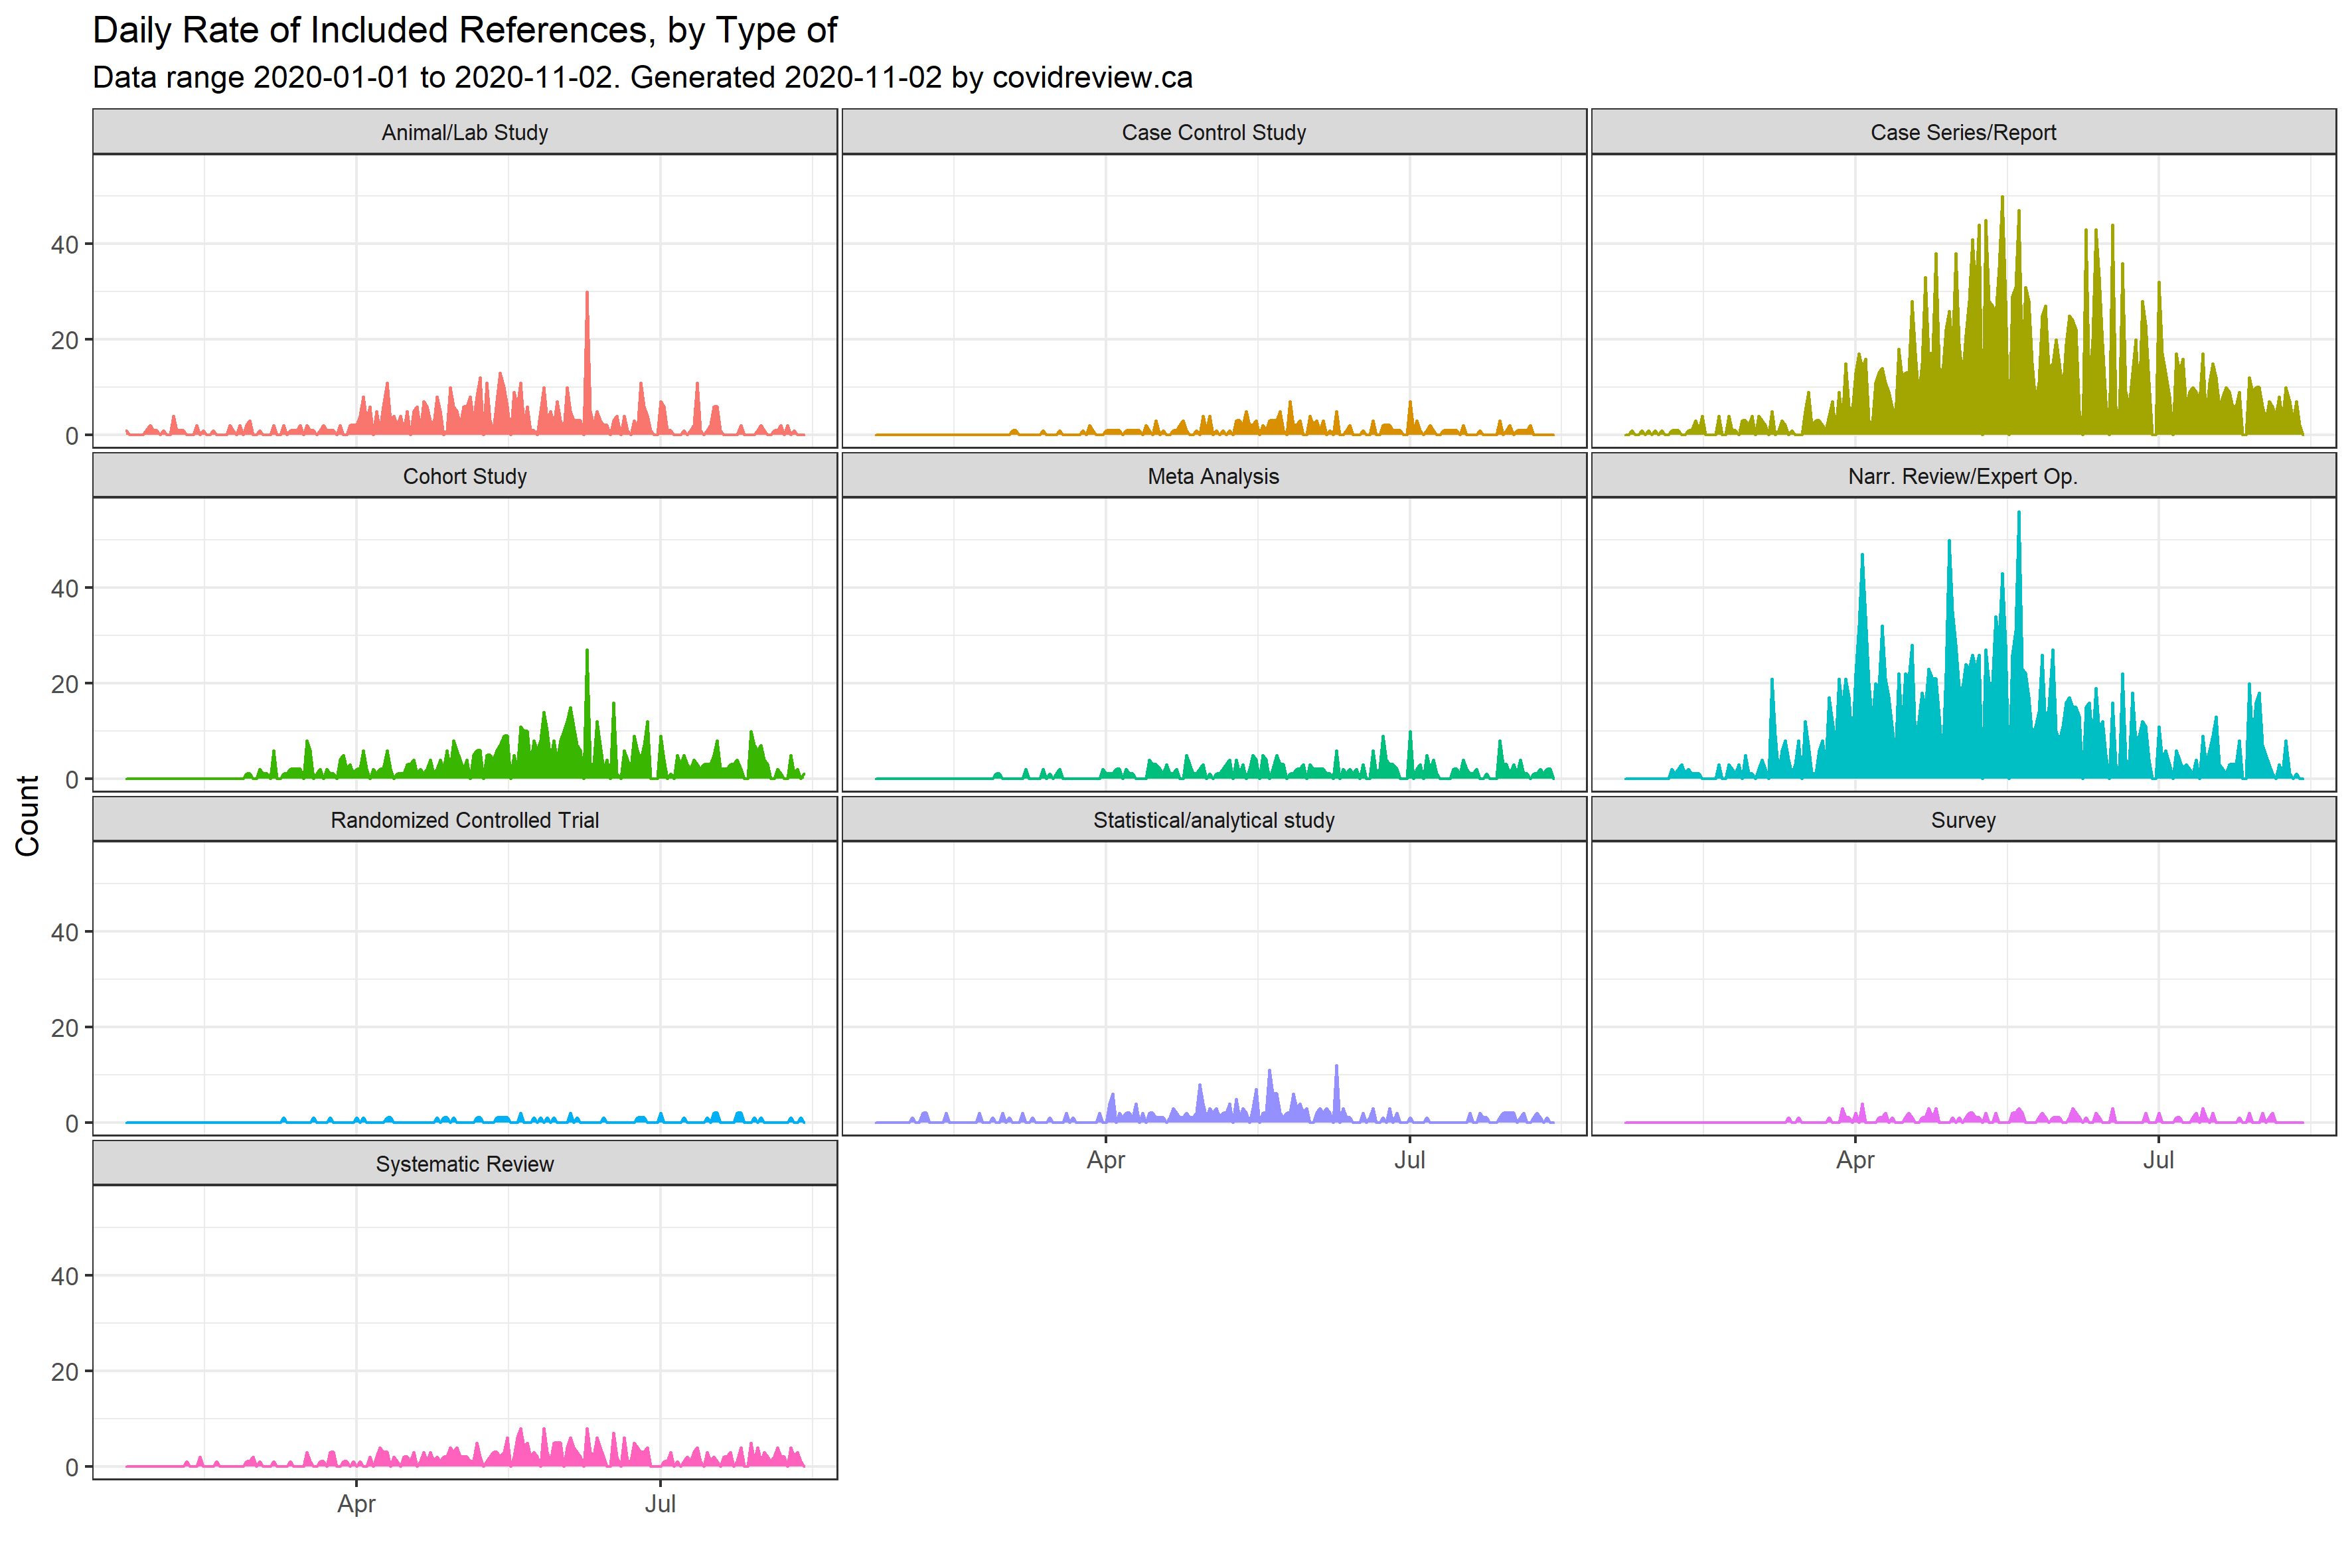 Daily Rate of Included References, by Type of
Data range 2020-01-01 to 2020-11-02. Generated 2020-11-02 by covidreview.ca
Animal/Lab Study
Case Control Study
Case Series/Report
40
20
0
Cohort Study
Meta Analysis
Narr. Review/Expert Op.
40
20
0
Count
Randomized Controlled Trial
Statistical/analytical study
Survey
40
20
0
Apr
Jul
Apr
Jul
Systematic Review
40
20
0
Apr
Jul